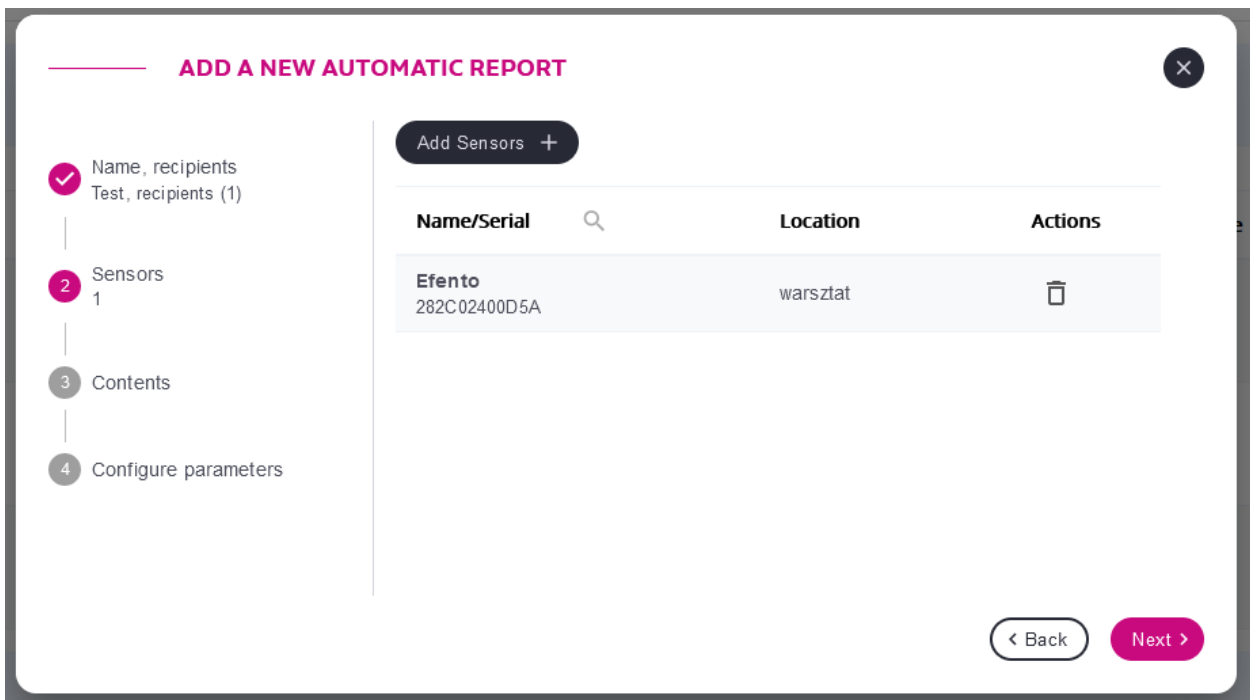 ADD A NEW AUTOMATIC REPORT
Name, recipients
Test, recipients (1)
2
Sensors
1
3
Contents
4
Configure parameters
Add Sensors +
Name/Serial
Location
Actions
Efento
282C02400D5A
warsztat
Back
Next